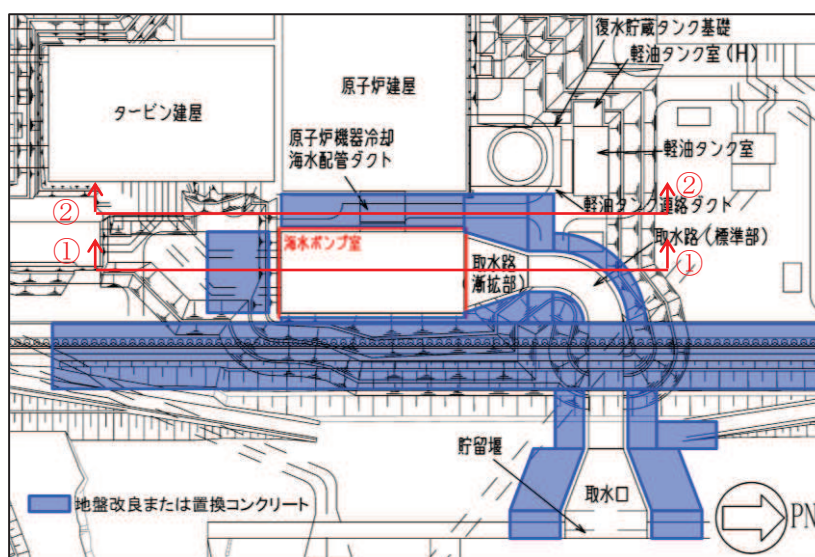 復水貯蔵タンク基礎
軽油タンク室(H)
原子炉建屋
タービン建屋
原子炉機器冷却
海水配管ダクト
軽油タンク室
②
②
軽油タンク連絡ダクト
①
海水ポンプ室
取水路(標準部)
取水路
(漸拡部)
①
貯留堰
取水口
地盤改良または置換コンクリート
PN